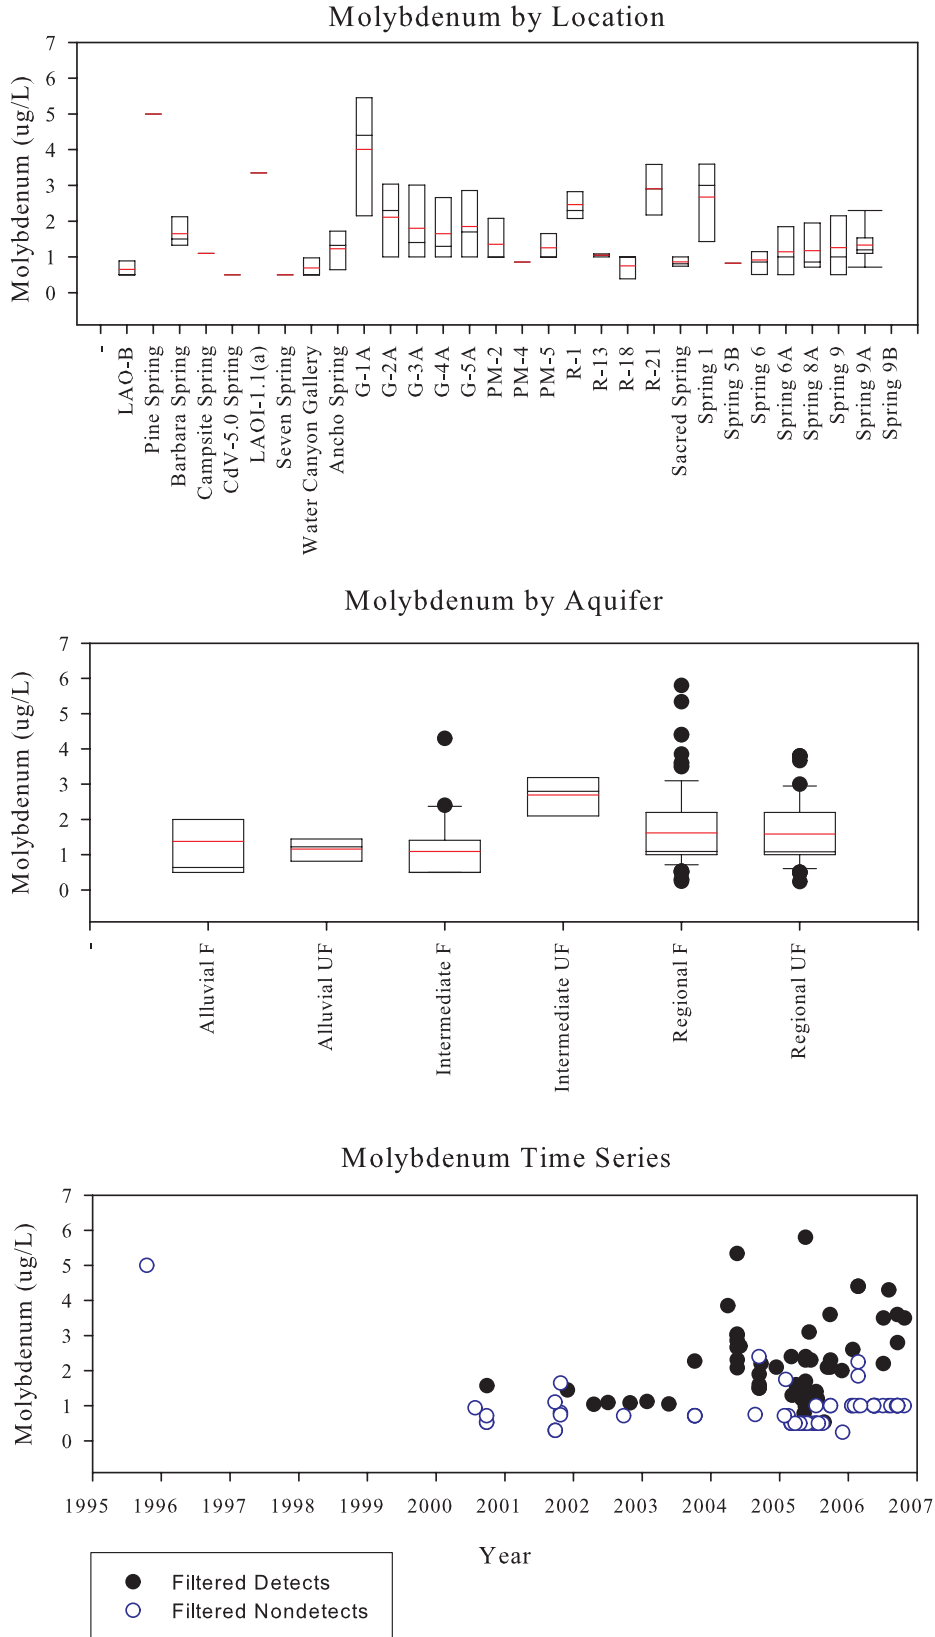 Molybdenum by Location
Molybdenum (ug/L)
7
6
5
4
3
2
1
0
-
LAO-B
Pine Spring
Barbara Spring
Campsite Spring
CdV-5.0 Spring
LAOI-1.1(a)
Seven Spring
Water Canyon Gallery
Ancho Spring
G-1A
G-2A
G-3A
G-4A
G-5A
PM-2
PM-4
PM-5
R-1
R-13
R-18
R-21
Sacred Spring
Spring 1
Spring 5B
Spring 6
Spring 6A
Spring 8A
Spring 9
Spring 9A
Spring 9B
Molybdenum by Aquifer
Molybdenum (ug/L)
7
6
5
4
3
2
1
0
-
Alluvial F
Alluvial UF
Intermediate F
Intermediate UF
Regional F
Regional UF
Molybdenum Time Series
Molybdenum (ug/L)
7
6
5
4
3
2
1
0
1995 1996 1997 1998 1999 2000 2001 2002 2003 2004 2005 2006 2007
Year
Filtered Detects
Filtered Nondetects